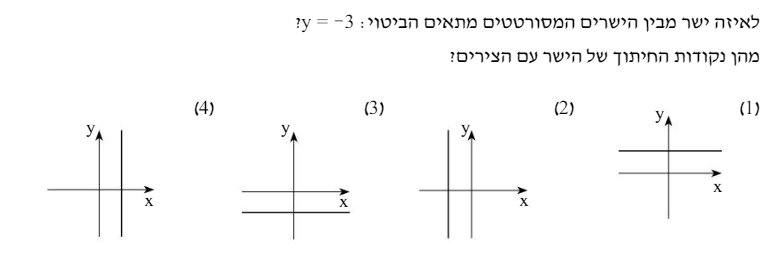 לאיזה ישר מבין הישרים המסורטטים מתאים הביטוי: y = −3?
מהן נקודות החיתוך של הישר עם הצירים?
(1) (2) (3) (4)
y y y y
x x x x